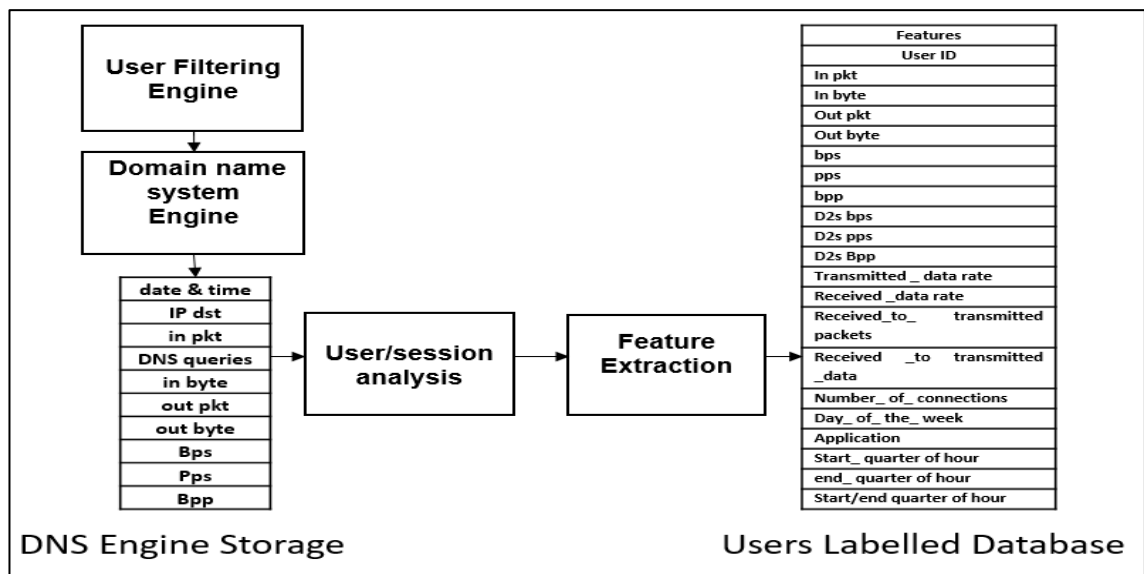 User Filtering
Engine
Domain name
system
Engine
date & time
IP dst
in pkt
DNS queries
in byte
out pkt
out byte
Bps
Pps
Bpp
DNS Engine Storage
User/session
analysis
Feature
Extraction
Features
User ID
In pkt
In byte
Out pkt
Out byte
bps
pps
bpp
D2s bps
D2s pps
D2s Bpp
Transmitted _ data rate
Received _data rate
Received_to_ transmitted
packets
Received _to transmitted
_data
Number_ of_ connections
Day_ of_ the_ week
Application
Start_ quarter of hour
end_ quarter of hour
Start/end quarter of hour
Users Labelled Database